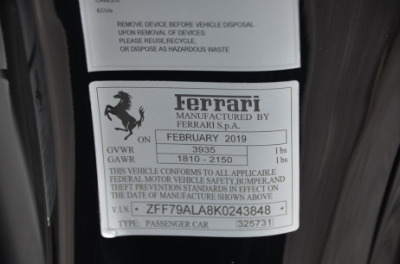 ECUs
REMOVE DEVICE BEFORE VEHICLE DISPOSAL
UPON REMOVAL OF DEVICES:
PLEASE REUSE,RECYCLE,
OR DISPOSE AS HAZARDOUS WASTE
Ferrari
MANUFACTURED BY
FERRARI S.p.A.
ON FEBRUARY 2019
GVWR 3935 lbs
GAWR 1810 - 2150 lbs
THIS VEHICLE CONFORMS TO ALL APPLICABLE
FEDERAL MOTOR VEHICLE SAFETY,BUMPER,AND
THEFT PREVENTION STANDARDS IN EFFECT ON
THE DATE OF MANUFACTURE SHOWN ABOVE
V.I.N. ZFF79ALA8K0243848
TYPE: PASSENGER CAR 325731